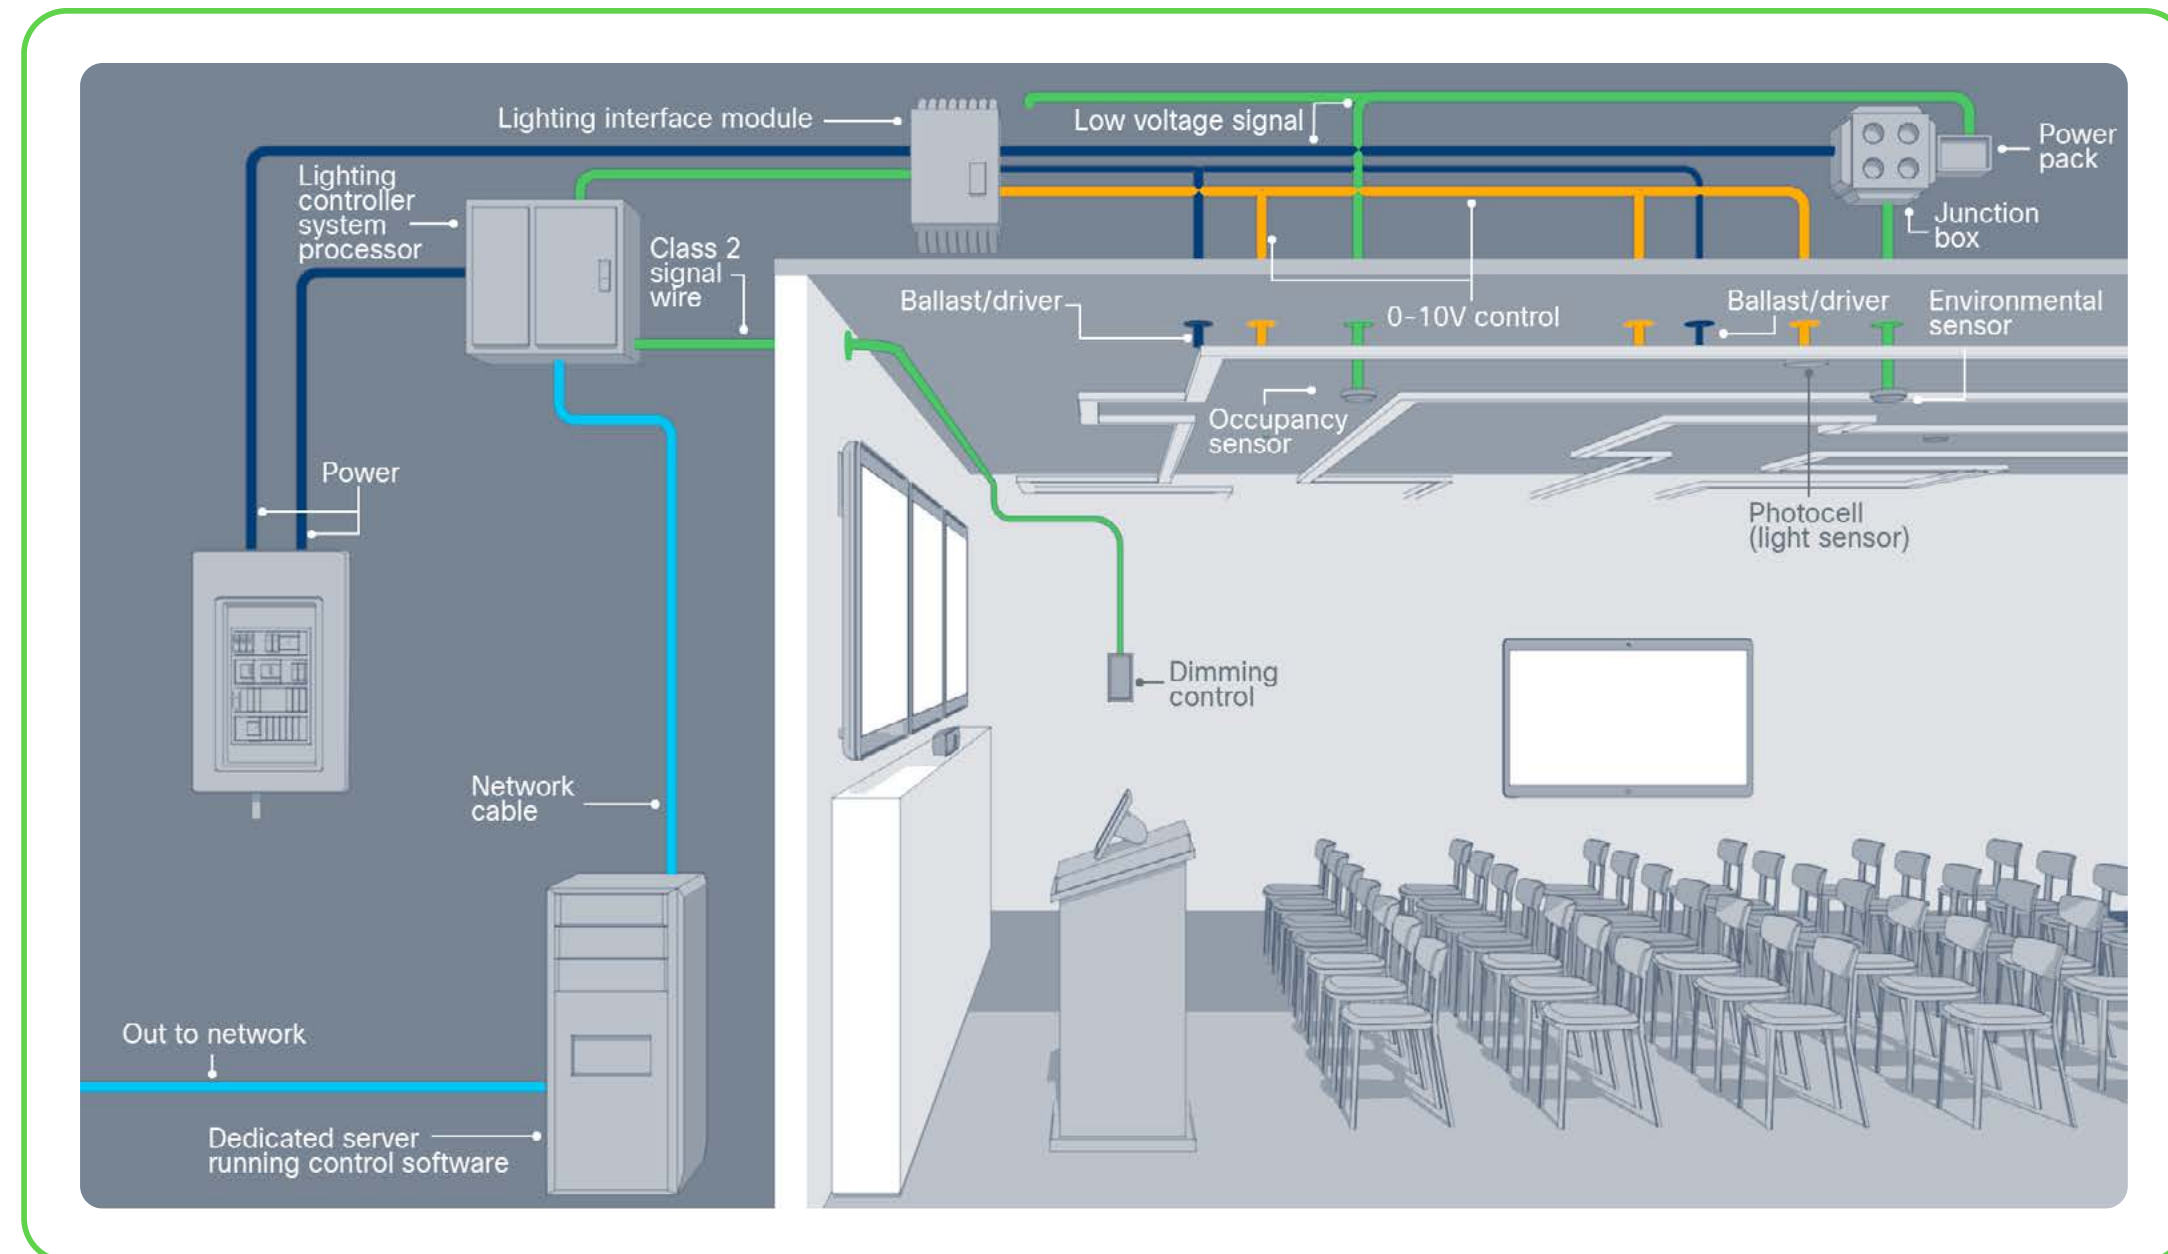 Lighting interface module
Low voltage signal
Power
pack
Lighting
controller
system
processor
Class 2
signal
wire
Junction
box
Ballast/driver
0-10V control
Ballast/driver
Environmental
sensor
Occupancy
sensor
Power
Photocell
(light sensor)
Dimming
control
Network
cable
Out to network
Dedicated server
running control software